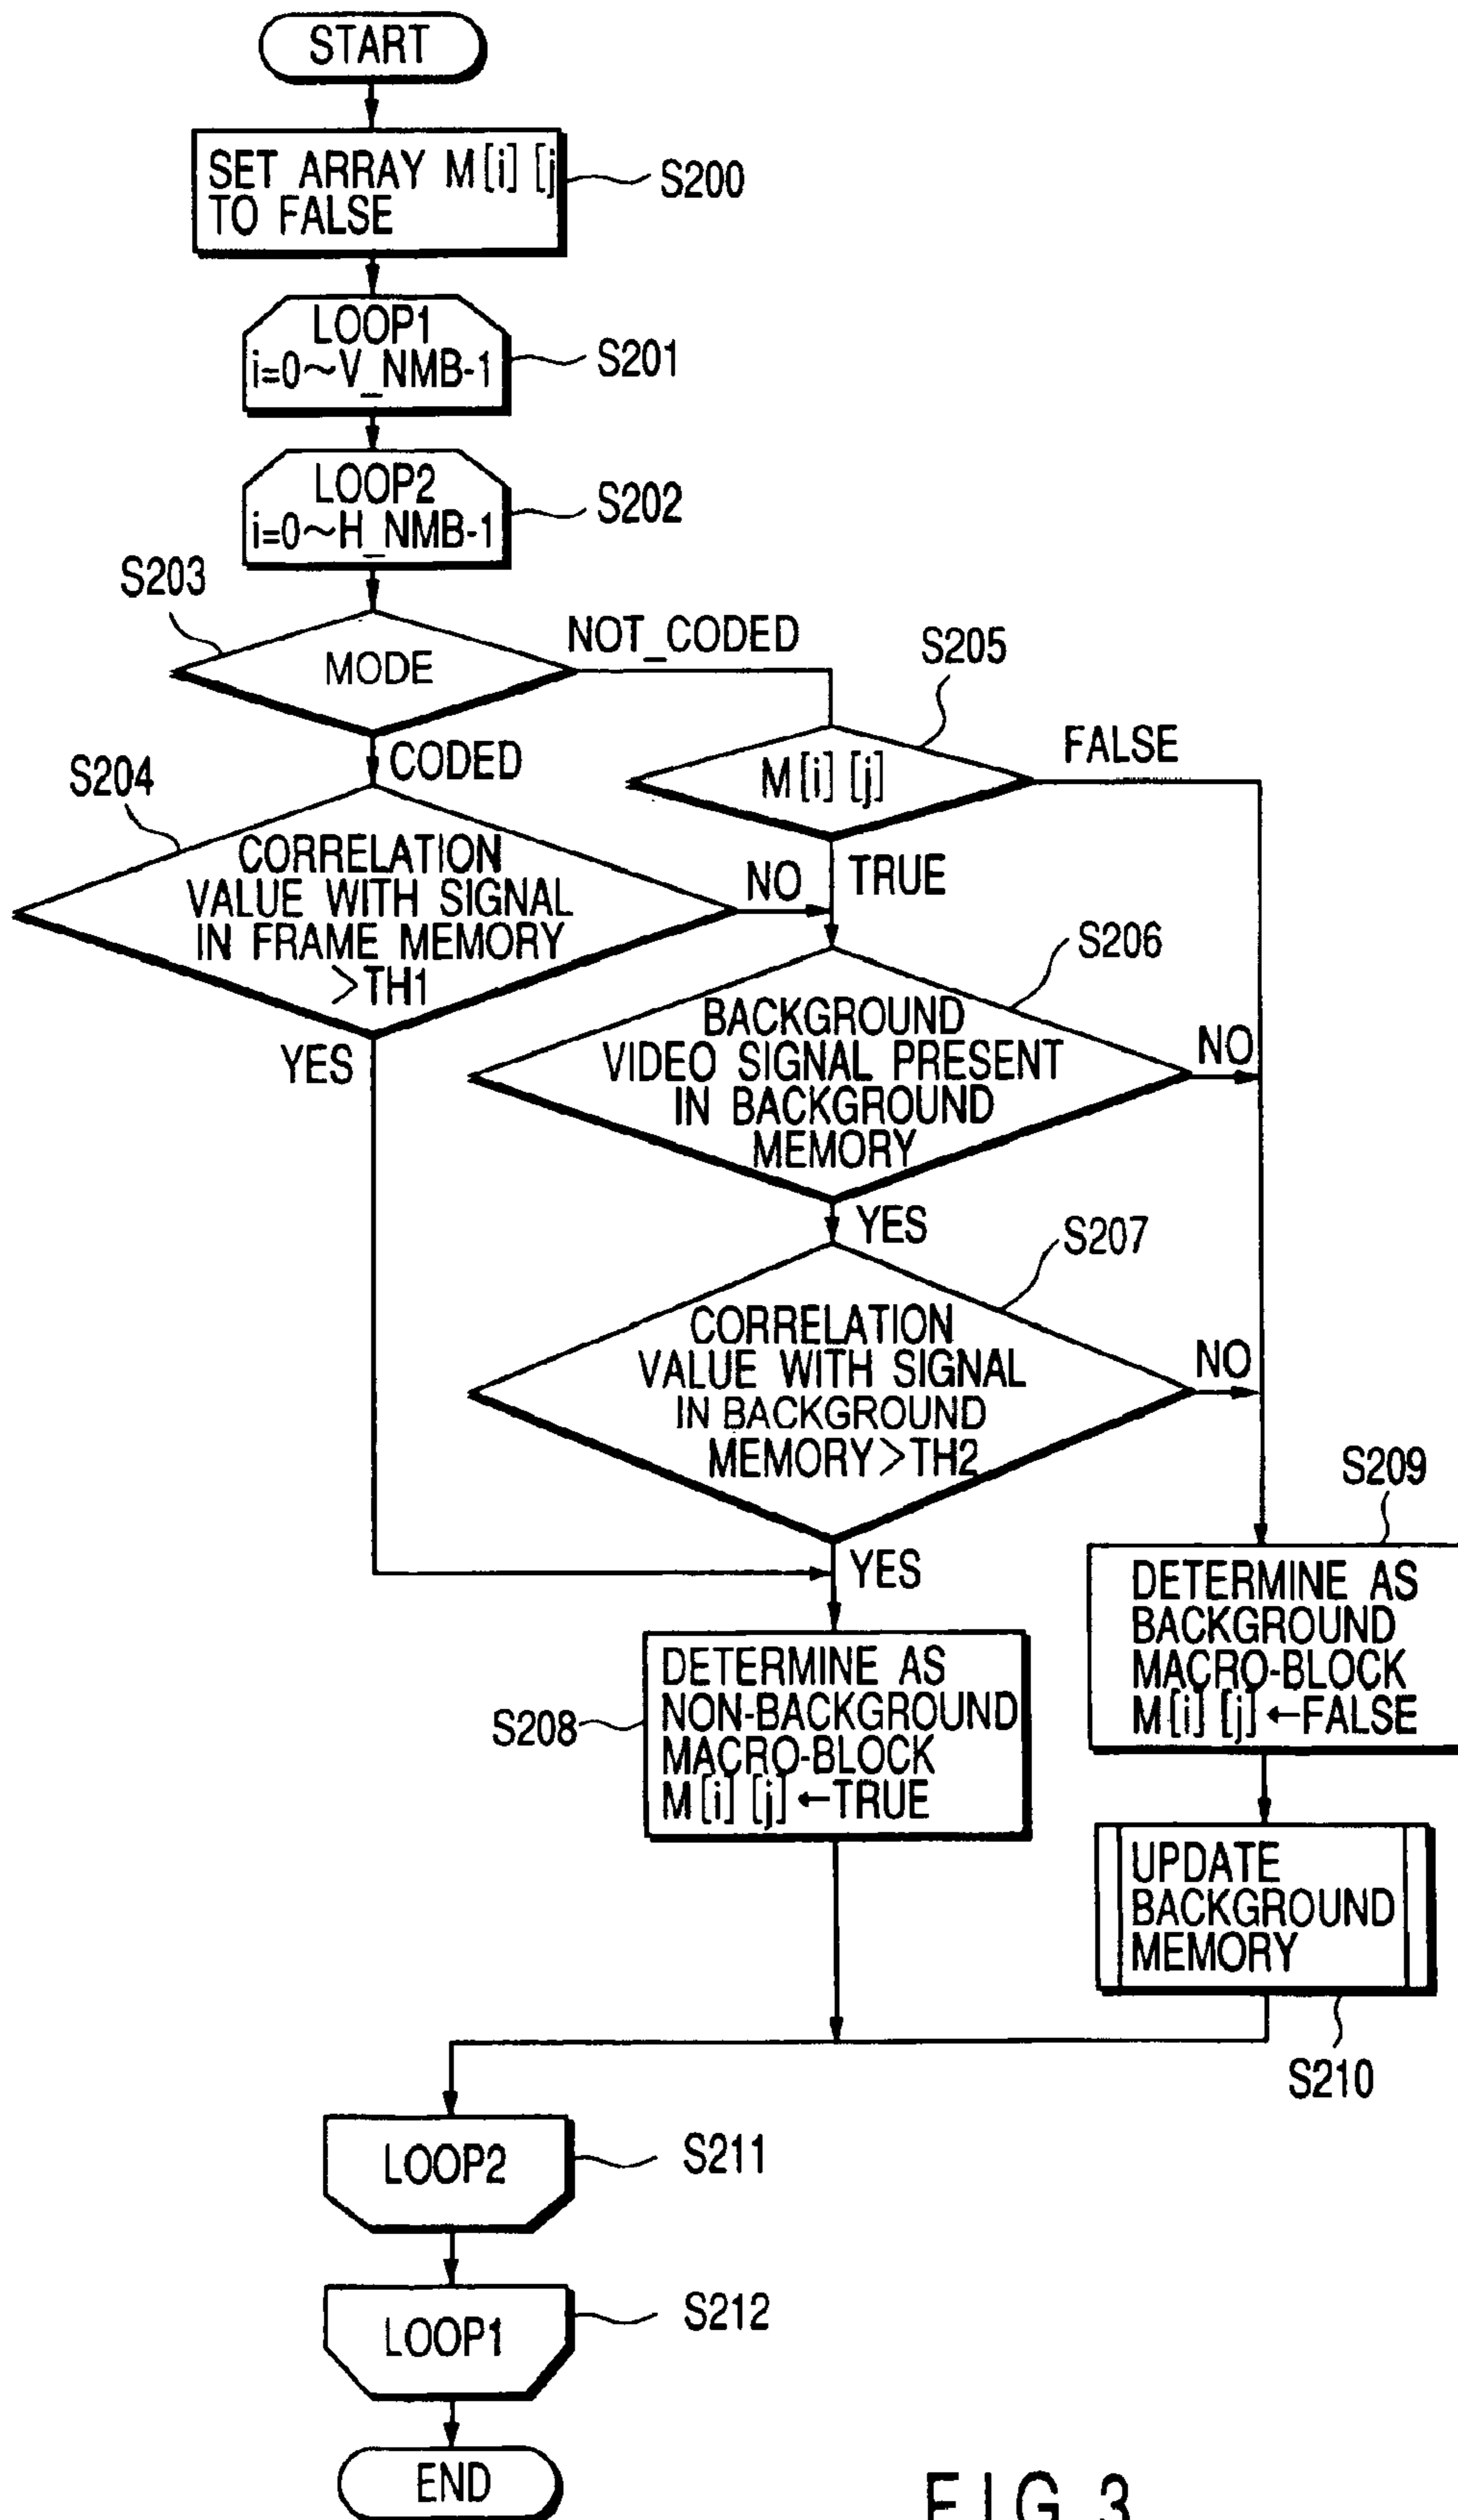 START
SET ARRAY M[i] [j
TO FALSE
S200
LOOP1
i=0~V_NMB-1
S201
LOOP2
i=0~H_NMB-1
S202
S203
MODE
NOT_CODED
CODED
S205
M[i] [j]
FALSE
TRUE
S204
CORRELATION
VALUE WITH SIGNAL
IN FRAME MEMORY
>TH1
NO
YES
S206
BACKGROUND
VIDEO SIGNAL PRESENT
IN BACKGROUND
MEMORY
NO
YES
S207
CORRELATION
VALUE WITH SIGNAL
IN BACKGROUND
MEMORY>TH2
NO
YES
S208
DETERMINE AS
NON-BACKGROUND
MACRO-BLOCK
M[i] [j]←TRUE
S209
DETERMINE AS
BACKGROUND
MACRO-BLOCK
M[i] [j]←FALSE
UPDATE
BACKGROUND
MEMORY
S210
LOOP2
S211
LOOP1
S212
END
FIG.3